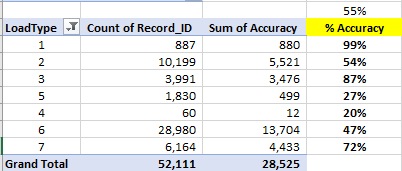 55%
LoadType Count of Record_ID Sum of Accuracy % Accuracy
1 887 880 99%
2 10,199 5,521 54%
3 3,991 3,476 87%
5 1,830 499 27%
4 60 12 20%
6 28,980 13,704 47%
7 6,164 4,433 72%
Grand Total 52,111 28,525